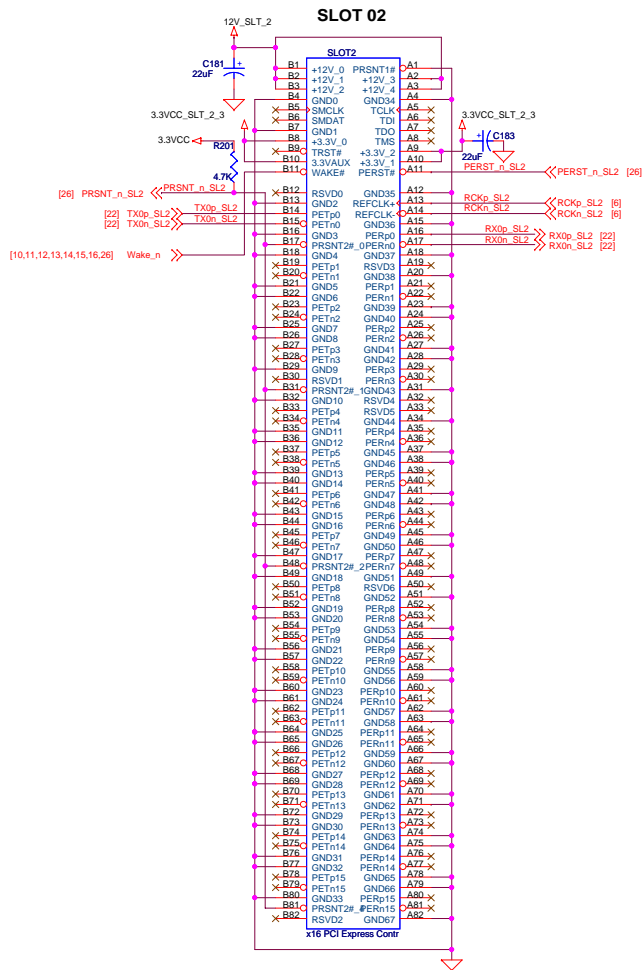 SLOT 02
12V_SLT_2
SLOT2
C181
22uF
3.3VCC_SLT_2_3
3.3VCC_SLT_2_3
3.3VCC
R201
4.7K
C183
22uF
B1 +12V_0 PRSNT1# A1
B2 +12V_1 +12V_3 A2
B3 +12V_2 +12V_4 A3
B4 GND0 GND34 A4
B5 SMCLK TCLK A5
B6 SMDAT TDI A6
B7 GND1 TDO A7
B8 +3.3V_0 TMS A8
B9 TRST# +3.3V_2 A9
B10 3.3VAUX +3.3V_1 A10
B11 WAKE# PERST# A11 PERST_n_SL2 PERST_n_SL2 [26]
[26] PRSNT_n_SL2 PRSNT_n_SL2 B12 RSVD0 GND35 A12
B13 GND2 REFCLK+ A13 RCKp_SL2 RCKp_SL2 [6]
[22] TX0p_SL2 TX0p_SL2 B14 PETp0 REFCLK- A14 RCKn_SL2 RCKn_SL2 [6]
[22] TX0n_SL2 TX0n_SL2 B15 PETn0 GND36 A15
B16 GND3 PERp0 A16 RX0p_SL2 RX0p_SL2 [22]
B17 PRSNT2#_0 PERn0 A17 RX0n_SL2 RX0n_SL2 [22]
[10,11,12,13,14,15,16,26] Wake_n B18 GND4 GND37 A18
B19 PETp1 RSVD3 A19
B20 PETn1 GND38 A20
B21 GND5 PERp1 A21
B22 GND6 PERn1 A22
B23 PETp2 GND39 A23
B24 PETn2 GND40 A24
B25 GND7 PERp2 A25
B26 GND8 PERn2 A26
B27 PETp3 GND41 A27
B28 PETn3 GND42 A28
B29 GND9 PERp3 A29
B30 RSVD1 PERn3 A30
B31 PRSNT2#_1 GND43 A31
B32 GND10 RSVD4 A32
B33 PETp4 RSVD5 A33
B34 PETn4 GND44 A34
B35 GND11 PERp4 A35
B36 GND12 PERn4 A36
B37 PETp5 GND45 A37
B38 PETn5 GND46 A38
B39 GND13 PERp5 A39
B40 GND14 PERn5 A40
B41 PETp6 GND47 A41
B42 PETn6 GND48 A42
B43 GND15 PERp6 A43
B44 GND16 PERn6 A44
B45 PETp7 GND49 A45
B46 PETn7 GND50 A46
B47 GND17 PERp7 A47
B48 PRSNT2#_2 PERn7 A48
B49 GND18 GND51 A49
B50 PETp8 RSVD6 A50
B51 PETn8 GND52 A51
B52 GND19 PERp8 A52
B53 GND20 PERn8 A53
B54 PETp9 GND53 A54
B55 PETn9 GND54 A55
B56 GND21 PERp9 A56
B57 GND22 PERn9 A57
B58 PETp10 GND55 A58
B59 PETn10 GND56 A59
B60 GND23 PERp10 A60
B61 GND24 PERn10 A61
B62 PETp11 GND57 A62
B63 PETn11 GND58 A63
B64 GND25 PERp11 A64
B65 GND26 PERn11 A65
B66 PETp12 GND59 A66
B67 PETn12 GND60 A67
B68 GND27 PERp12 A68
B69 GND28 PERn12 A69
B70 PETp13 GND61 A70
B71 PETn13 GND62 A71
B72 GND29 PERp13 A72
B73 GND30 PERn13 A73
B74 PETp14 GND63 A74
B75 PETn14 GND64 A75
B76 GND31 PERp14 A76
B77 GND32 PERn14 A77
B78 PETp15 GND65 A78
B79 PETn15 GND66 A79
B80 GND33 PERp15 A80
B81 PRSNT2#_4 PERn15 A81
B82 RSVD2 GND67 A82
x16 PCI Express Contr